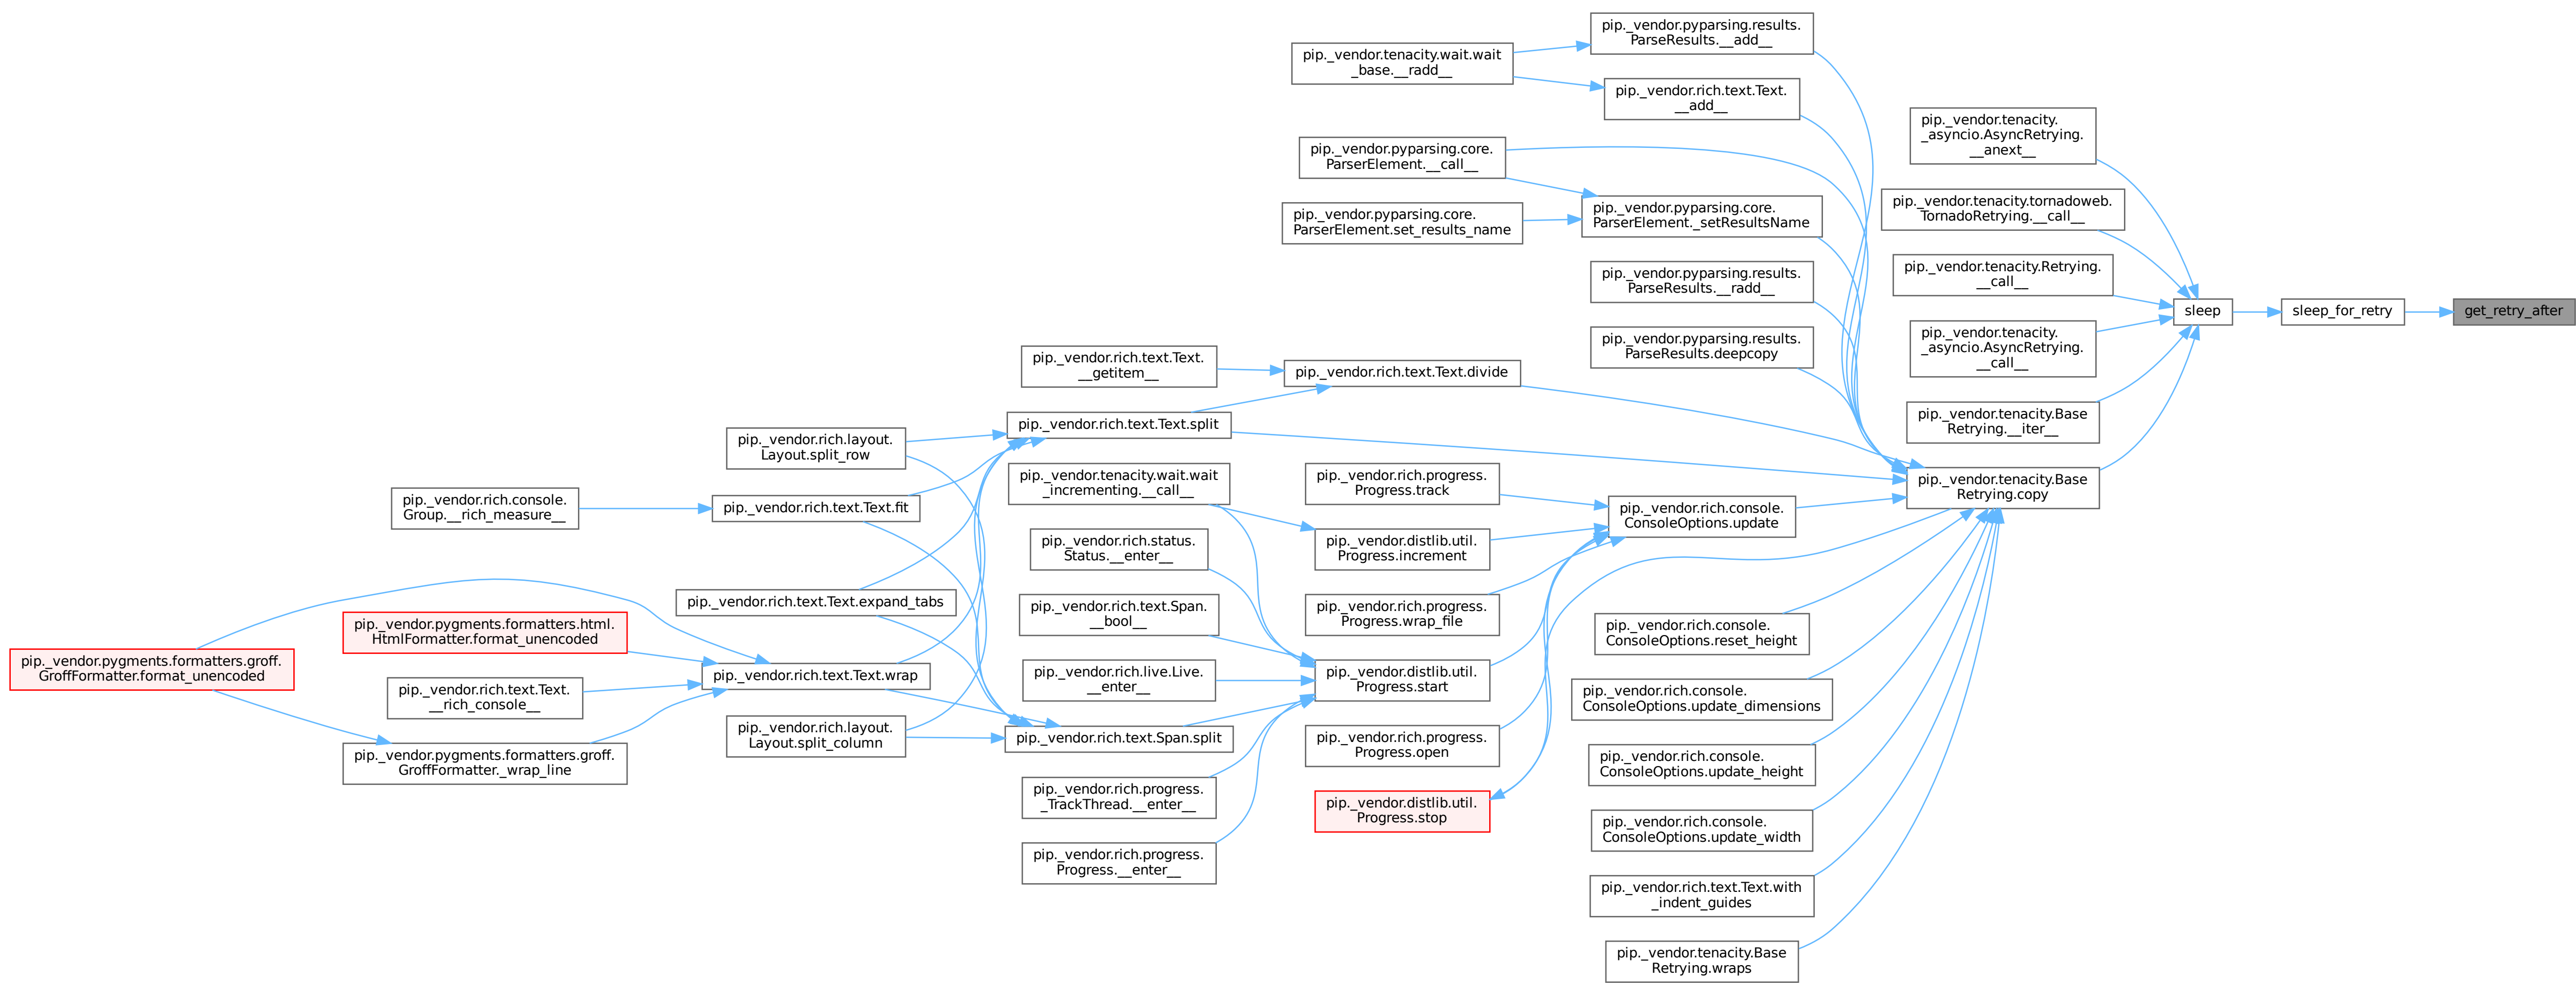 pip._vendor.pyparsing.results.
ParseResults.__add__
pip._vendor.tenacity.wait.wait
_base.__radd__
pip._vendor.rich.text.Text.
__add__
pip._vendor.tenacity.
_asyncio.AsyncRetrying.
__anext__
pip._vendor.pyparsing.core.
ParserElement.__call__
pip._vendor.tenacity.tornadoweb.
TornadoRetrying.__call__
pip._vendor.pyparsing.core.
ParserElement._setResultsName
pip._vendor.pyparsing.core.
ParserElement.set_results_name
pip._vendor.tenacity.Retrying.
__call__
pip._vendor.pyparsing.results.
ParseResults.__radd__
sleep
sleep_for_retry
get_retry_after
pip._vendor.tenacity.
_asyncio.AsyncRetrying.
__call__
pip._vendor.pyparsing.results.
ParseResults.deepcopy
pip._vendor.rich.text.Text.
__getitem__
pip._vendor.rich.text.Text.divide
pip._vendor.tenacity.Base
Retrying.__iter__
pip._vendor.rich.text.Text.split
pip._vendor.rich.layout.
Layout.split_row
pip._vendor.tenacity.wait.wait
_incrementing.__call__
pip._vendor.rich.progress.
Progress.track
pip._vendor.tenacity.Base
Retrying.copy
pip._vendor.rich.console.
Group.__rich_measure__
pip._vendor.rich.text.Text.fit
pip._vendor.rich.console.
ConsoleOptions.update
pip._vendor.rich.status.
Status.__enter__
pip._vendor.distlib.util.
Progress.increment
pip._vendor.rich.text.Text.expand_tabs
pip._vendor.rich.text.Span.
__bool__
pip._vendor.rich.progress.
Progress.wrap_file
pip._vendor.rich.console.
ConsoleOptions.reset_height
pip._vendor.pygments.formatters.html.
HtmlFormatter.format_unencoded
pip._vendor.pygments.formatters.groff.
GroffFormatter.format_unencoded
pip._vendor.rich.text.Text.wrap
pip._vendor.rich.live.Live.
__enter__
pip._vendor.distlib.util.
Progress.start
pip._vendor.rich.text.Text.
__rich_console__
pip._vendor.rich.console.
ConsoleOptions.update_dimensions
pip._vendor.rich.layout.
Layout.split_column
pip._vendor.rich.text.Span.split
pip._vendor.rich.progress.
Progress.open
pip._vendor.pygments.formatters.groff.
GroffFormatter._wrap_line
pip._vendor.rich.console.
ConsoleOptions.update_height
pip._vendor.rich.progress.
_TrackThread.__enter__
pip._vendor.distlib.util.
Progress.stop
pip._vendor.rich.console.
ConsoleOptions.update_width
pip._vendor.rich.progress.
Progress.__enter__
pip._vendor.rich.text.Text.with
_indent_guides
pip._vendor.tenacity.Base
Retrying.wraps